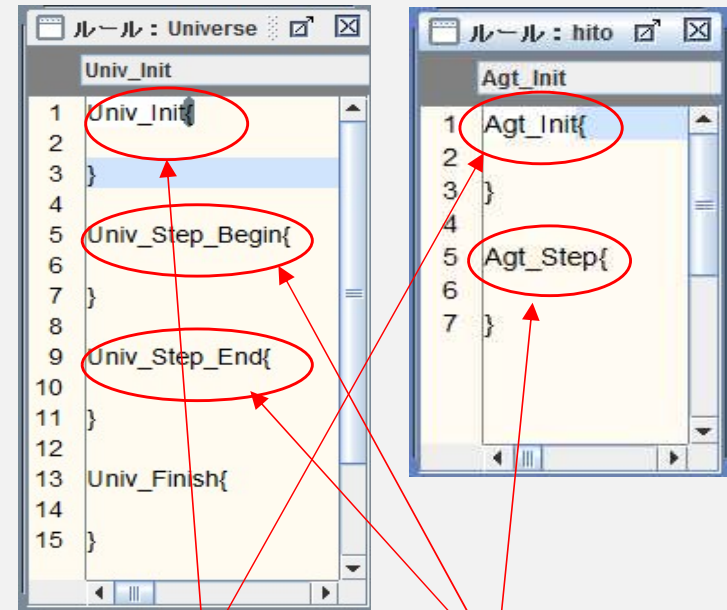 ルール：Universe
Univ_Init
1 Univ_Init{
2
3 }
4
5 Univ_Step_Begin{
6
7 }
8
9 Univ_Step_End{
10
11 }
12
13 Univ_Finish{
14
15 }
ルール：hito
Agt_Init
1 Agt_Init{
2
3 }
4
5 Agt_Step{
6
7 }